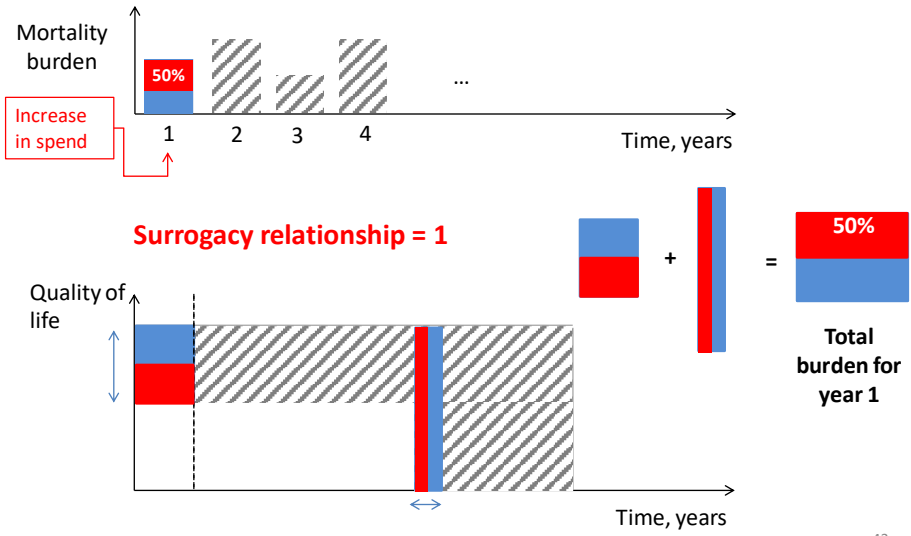 Mortality
burden
50%
...
Increase
in spend
1 2 3 4
Time, years
Surrogacy relationship = 1
+
=
50%
Quality of
life
Total
burden for
year 1
Time, years